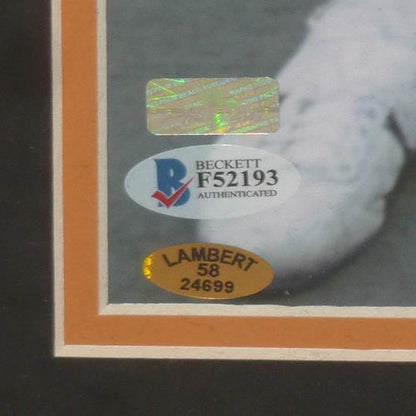 BECKETT
B F52193
AUTHENTICATED
LAMBERT
58
24699